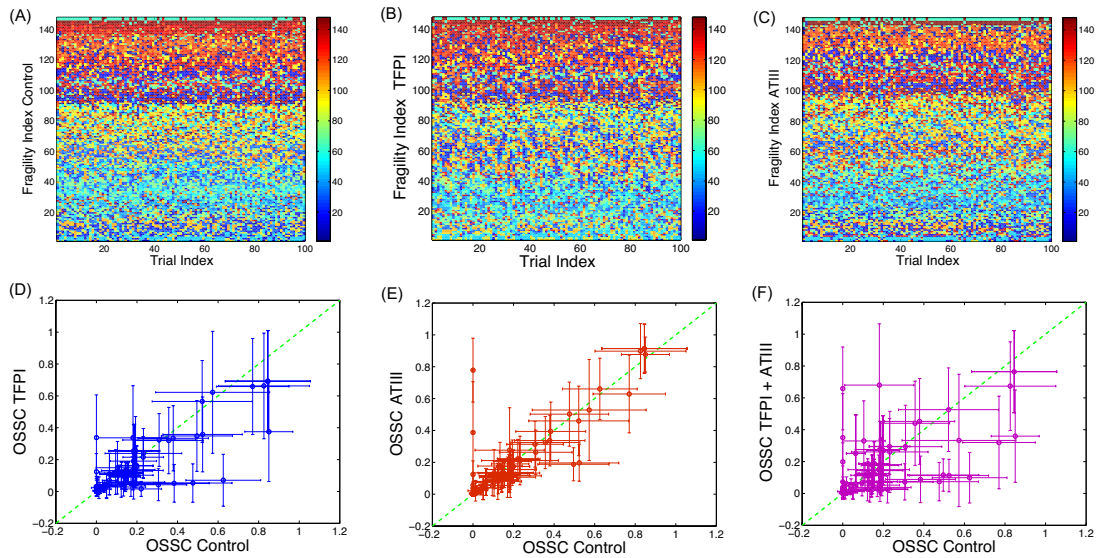 (A)
140
120
100
80
60
40
20
20 40 60 80 100
Fragility Index Control
Trial Index
140
120
100
80
60
40
20
(B)
140
120
100
80
60
40
20
20 40 60 80 100
Fragility Index TFPI
Trial Index
140
120
100
80
60
40
20
(C)
140
120
100
80
60
40
20
20 40 60 80 100
Fragility Index ATIII
Trial Index
140
120
100
80
60
40
20
(D)
1.2
1
0.8
0.6
0.4
0.2
0
−0.2
−0.2 0 0.2 0.4 0.6 0.8 1 1.2
OSSC TFPI
OSSC Control
(E)
1.2
1
0.8
0.6
0.4
0.2
0
−0.2
−0.2 0 0.2 0.4 0.6 0.8 1 1.2
OSSC ATIII
OSSC Control
(F)
1.2
1
0.8
0.6
0.4
0.2
0
−0.2
−0.2 0 0.2 0.4 0.6 0.8 1 1.2
OSSC TFPI + ATIII
OSSC Control